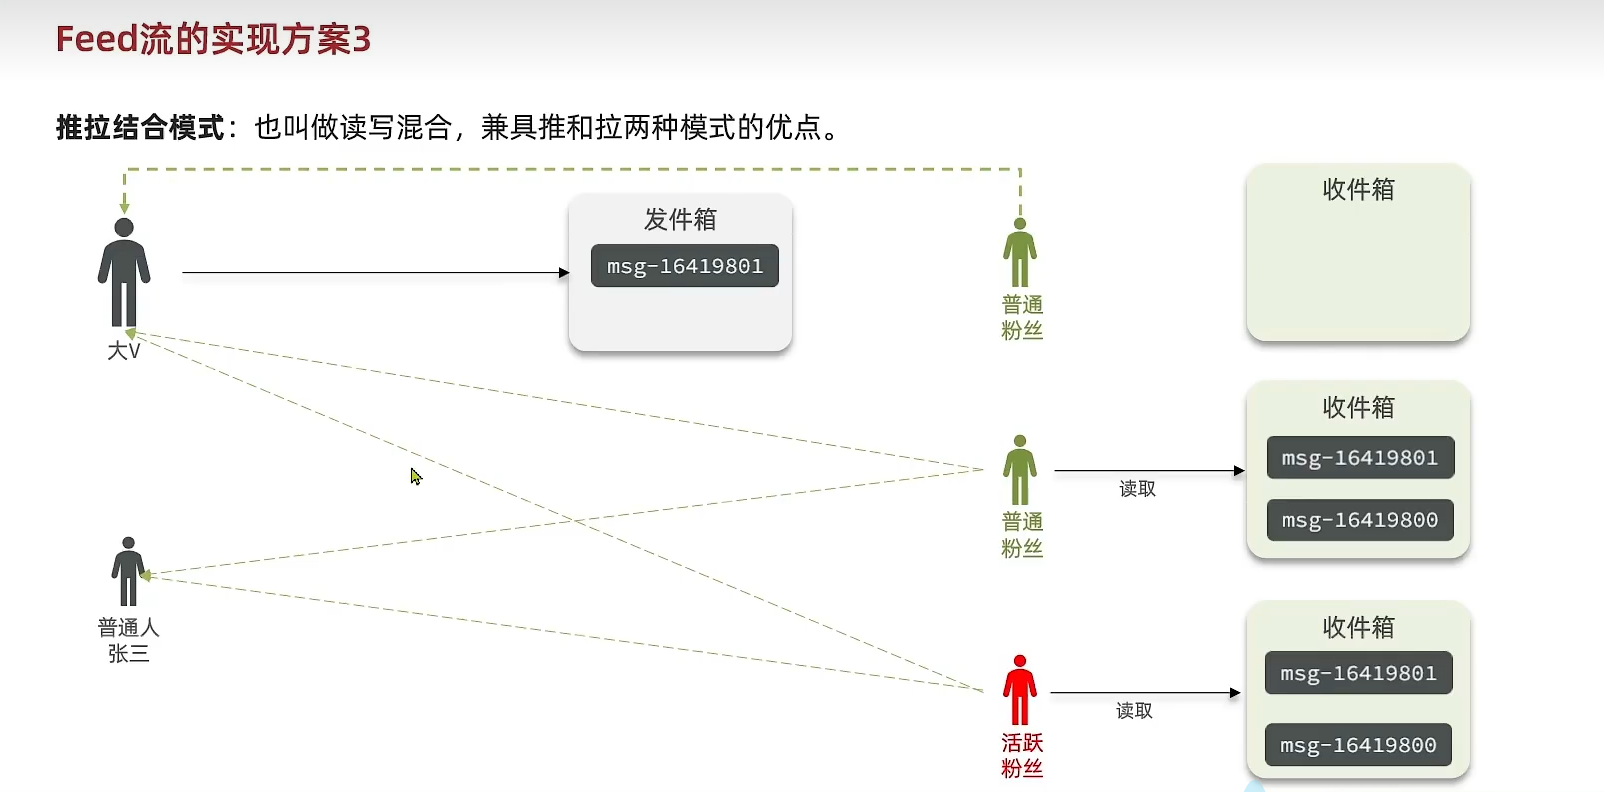 Feed流的实现方案3
推拉结合模式：也叫做读写混合，兼具推和拉两种模式的优点。
发件箱
msg-16419801
大V
普通
粉丝
收件箱
普通
粉丝
读取
收件箱
msg-16419801
msg-16419800
普通人
张三
活跃
粉丝
读取
收件箱
msg-16419801
msg-16419800